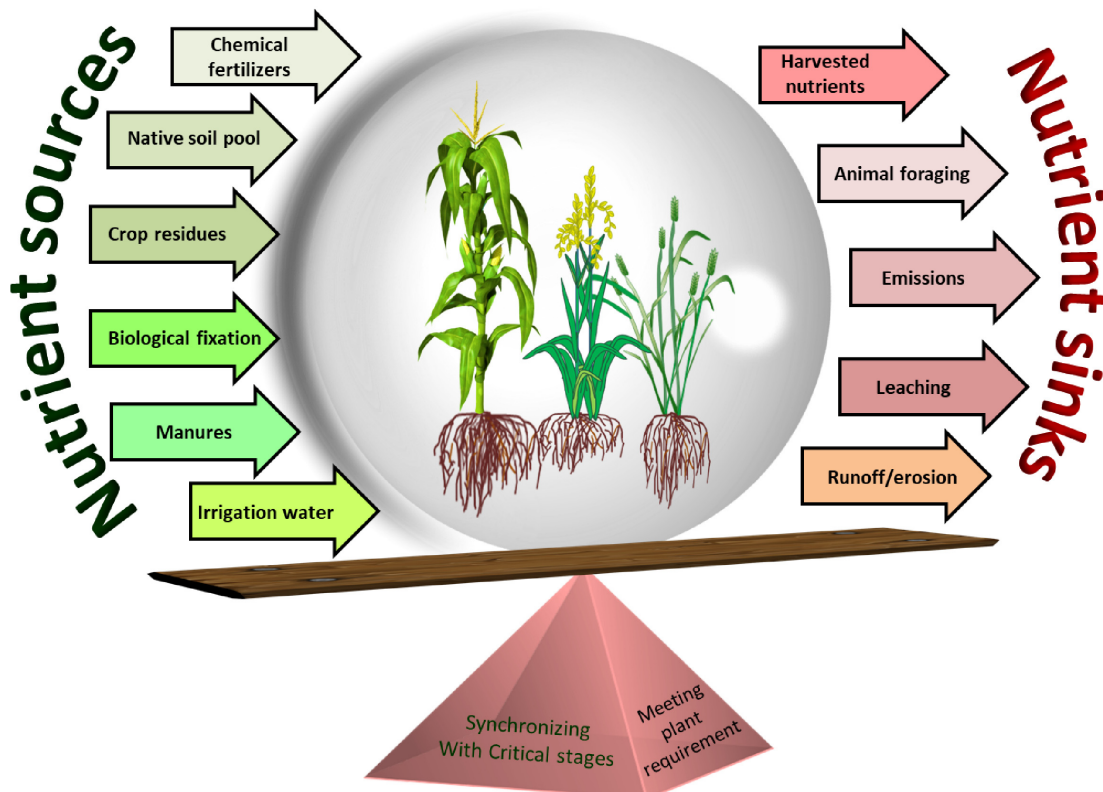 Nutrient sources
Chemical
fertilizers
Native soil pool
Crop residues
Biological fixation
Manures
Irrigation water
Harvested
nutrients
Animal foraging
Emissions
Leaching
Runoff/erosion
Nutrient sinks
Synchronizing
With Critical stages
Meeting
plant
requirement